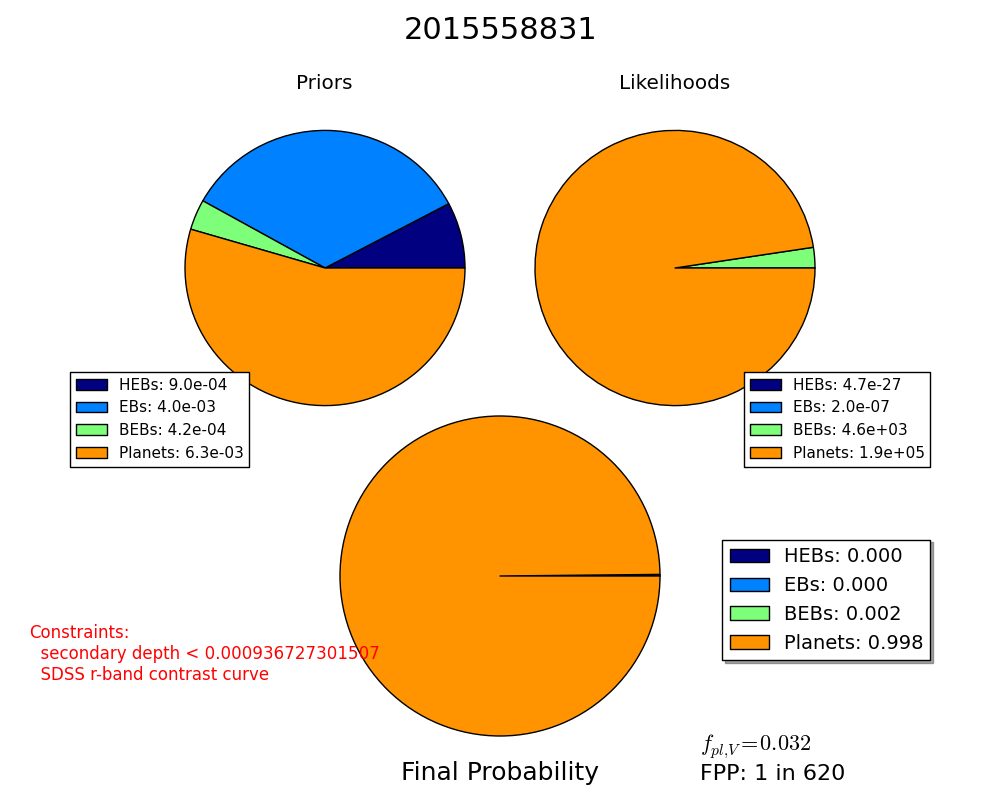 2015558831
Priors
Likelihoods
HEBs: 9.0e-04
EBs: 4.0e-03
BEBs: 4.2e-04
Planets: 6.3e-03
HEBs: 4.7e-27
EBs: 2.0e-07
BEBs: 4.6e+03
Planets: 1.9e+05
HEBs: 0.000
EBs: 0.000
BEBs: 0.002
Planets: 0.998
Constraints:
secondary depth < 0.000936727301507
SDSS r-band contrast curve
f_{pl,V}=0.032
Final Probability
FPP: 1 in 620